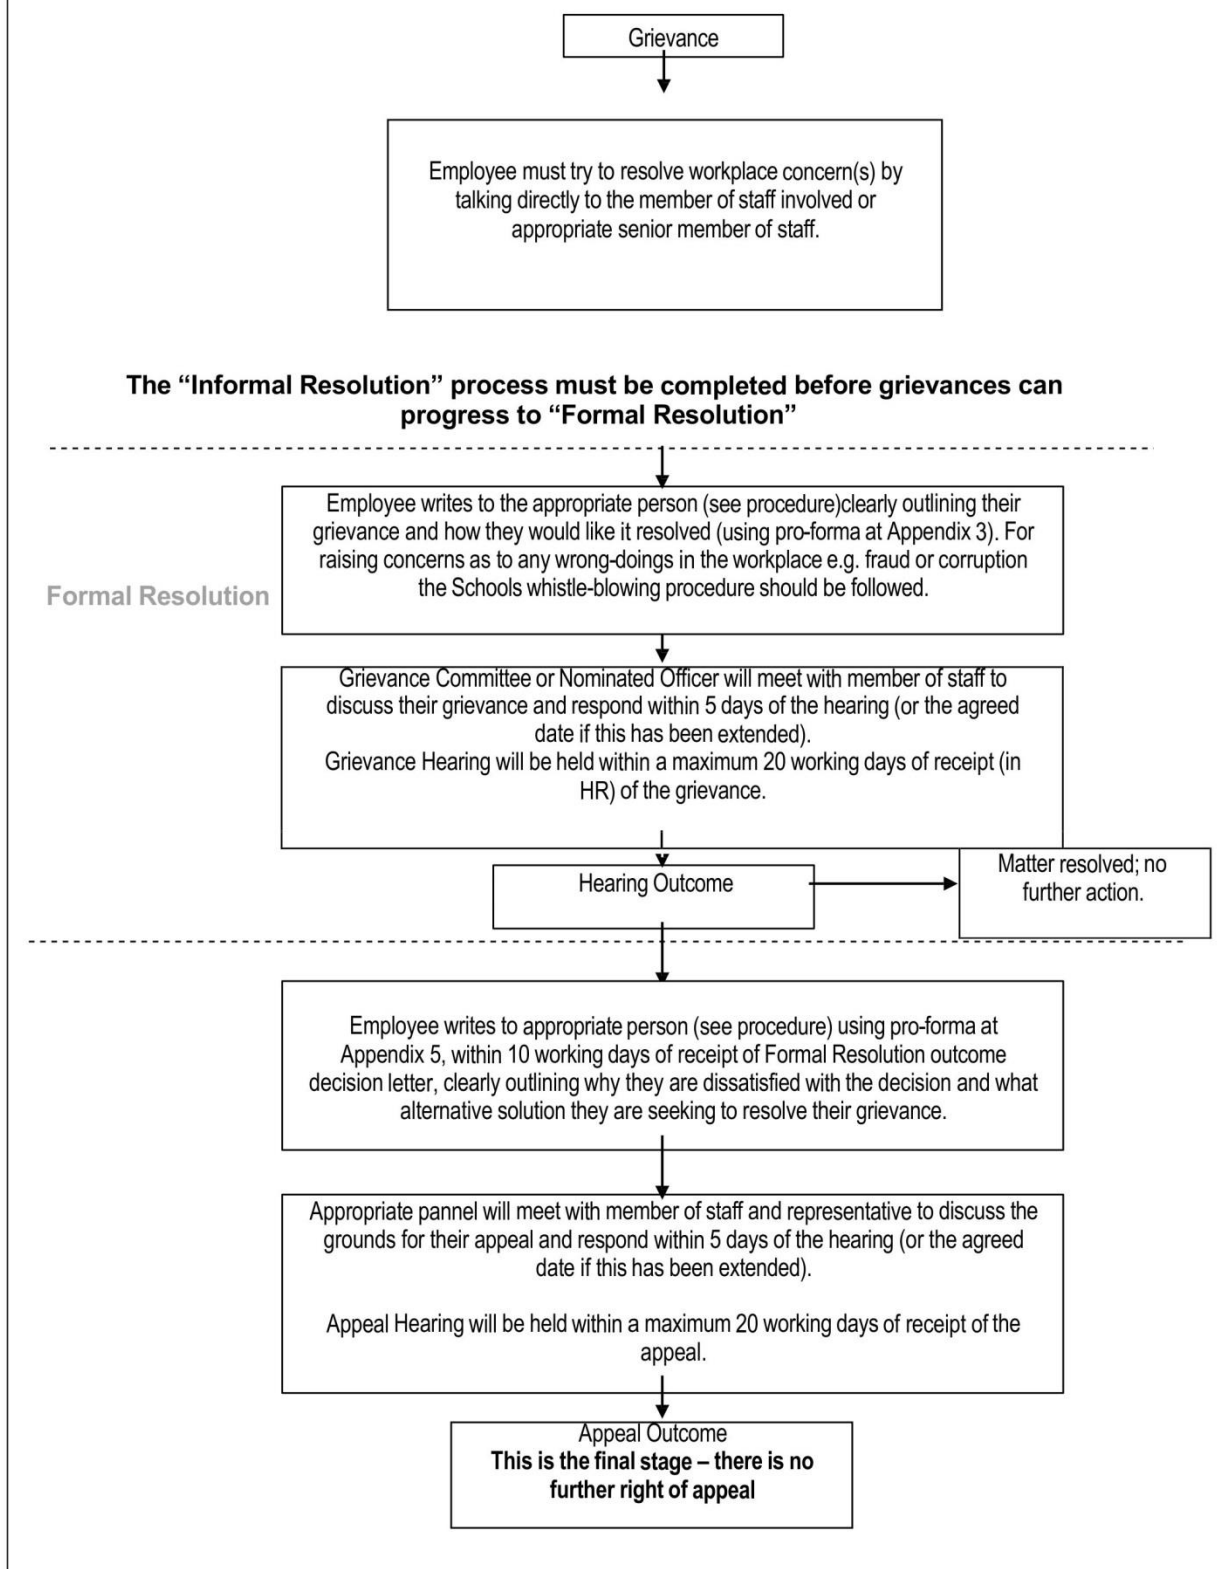 Grievance
Employee must try to resolve workplace concern(s) by
talking directly to the member of staff involved or
appropriate senior member of staff.
The “Informal Resolution” process must be completed before grievances can
progress to “Formal Resolution”
Employee writes to the appropriate person (see procedure)clearly outlining their
grievance and how they would like it resolved (using pro-forma at Appendix 3). For
raising concerns as to any wrong-doings in the workplace e.g. fraud or corruption
the Schools whistle-blowing procedure should be followed.
Formal Resolution
Grievance Committee or Nominated Officer will meet with member of staff to
discuss their grievance and respond within 5 days of the hearing (or the agreed
date if this has been extended).
Grievance Hearing will be held within a maximum 20 working days of receipt (in
HR) of the grievance.
Hearing Outcome
Matter resolved; no
further action.
Employee writes to appropriate person (see procedure) using pro-forma at
Appendix 5, within 10 working days of receipt of Formal Resolution outcome
decision letter, clearly outlining why they are dissatisfied with the decision and what
alternative solution they are seeking to resolve their grievance.
Appropriate pannel will meet with member of staff and representative to discuss the
grounds for their appeal and respond within 5 days of the hearing (or the agreed
date if this has been extended).
Appeal Hearing will be held within a maximum 20 working days of receipt of the
appeal.
Appeal Outcome
This is the final stage – there is no
further right of appeal